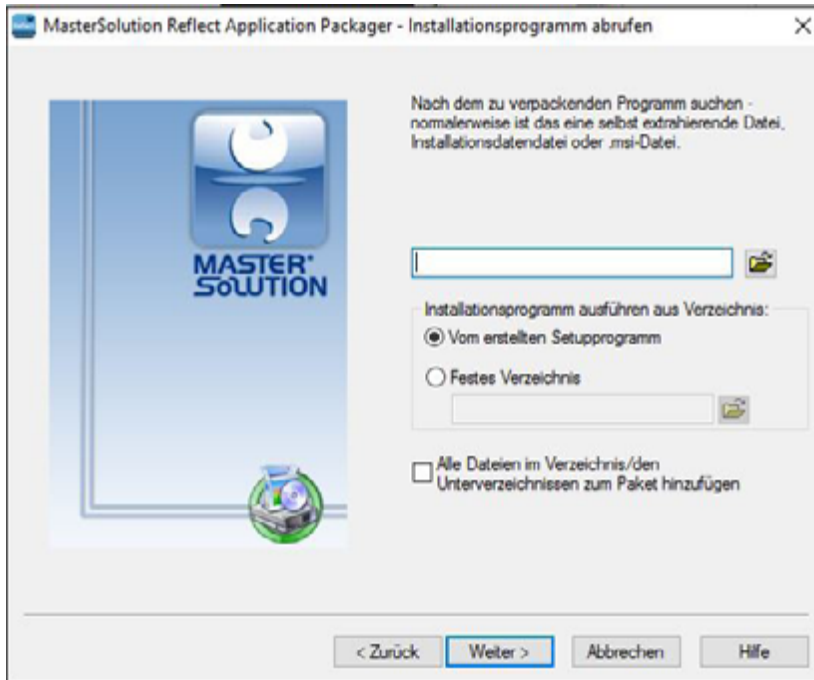 MasterSolution Reflect Application Packager - Installationsprogramm abrufen
Nach dem zu verpackenden Programm suchen -
normalerweise ist das eine selbst extrahierende Datei,
Installationsdatendatei oder .msi-Datei.
MASTER
SOLUTION
Installationsprogramm ausführen aus Verzeichnis:
Vom erstellten Setupprogramm
Festes Verzeichnis
Alle Dateien im Verzeichnis/den
Unterverzeichnissen zum Paket hinzufügen
< Zurück
Weiter >
Abbrechen
Hilfe